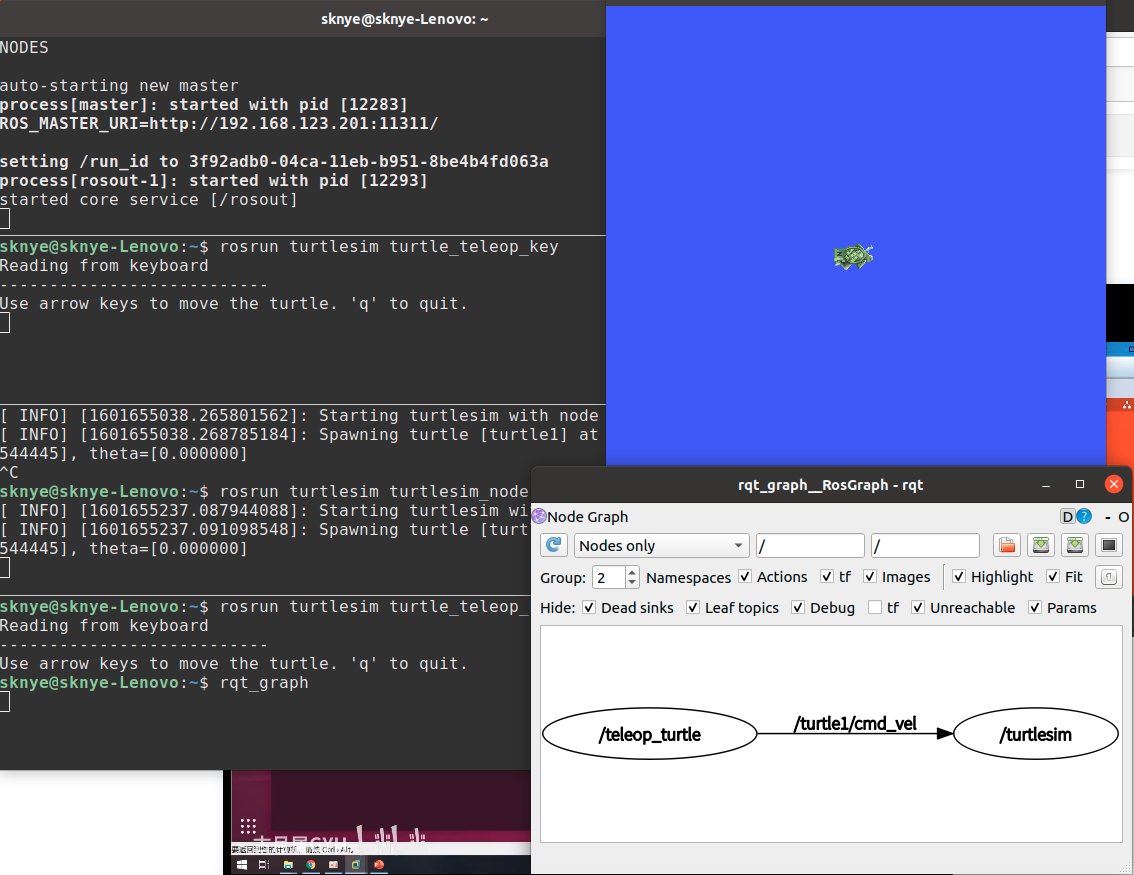 sknye@sknye-Lenovo: ~
NODES
auto-starting new master
process[master]: started with pid [12283]
ROS_MASTER_URI=http://192.168.123.201:11311/
setting /run_id to 3f92adb0-04ca-11eb-b951-8be4b4fd063a
process[rosout-1]: started with pid [12293]
started core service [/rosout]
sknye@sknye-Lenovo:~$ rosrun turtlesim turtle_teleop_key
Reading from keyboard
---------------------------
Use arrow keys to move the turtle. 'q' to quit.
[ INFO] [1601655038.265801562]: Starting turtlesim with node
[ INFO] [1601655038.268785184]: Spawning turtle [turtle1] at
544445], theta=[0.000000]
^C
sknye@sknye-Lenovo:~$ rosrun turtlesim turtlesim_node
[ INFO] [1601655237.087944088]: Starting turtlesim wi
[ INFO] [1601655237.091098548]: Spawning turtle [turt
544445], theta=[0.000000]
sknye@sknye-Lenovo:~$ rosrun turtlesim turtle_teleop_
Reading from keyboard
---------------------------
Use arrow keys to move the turtle. 'q' to quit.
sknye@sknye-Lenovo:~$ rqt_graph
rqt_graph__RosGraph - rqt
Node Graph
D ? - O
Nodes only / /
Group: 2 Namespaces Actions tf Images Highlight Fit
Hide: Dead sinks Leaf topics Debug tf Unreachable Params
/teleop_turtle
/turtle1/cmd_vel
/turtlesim